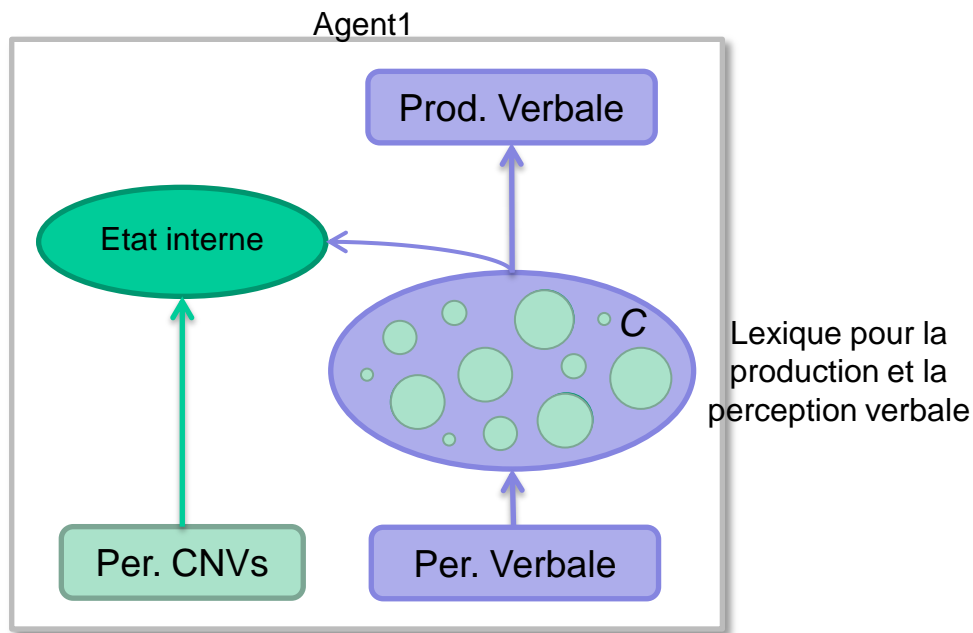 Agent1
Prod. Verbale
Etat interne
C
Lexique pour la
production et la
perception verbale
Per. CNVs
Per. Verbale